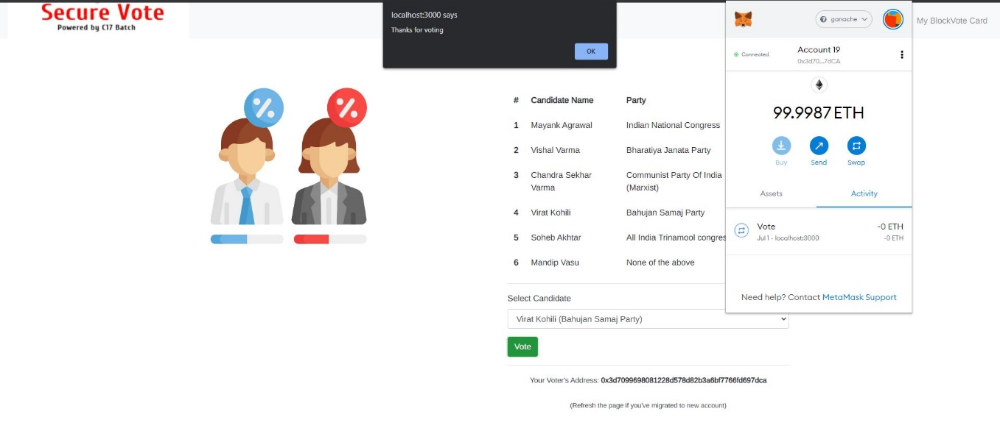 Secure Vote
Powered by C17 Batch
localhost:3000 says
Thanks for voting
OK
ganache
My BlockVote Card
Connected
Account 19
0x3d70...7dCA
99.9987 ETH
Buy Send Swap
Assets Activity
Vote -0 ETH
Jul 1 · localhost:3000 -0 ETH
Need help? Contact MetaMask Support
# Candidate Name Party
1 Mayank Agrawal Indian National Congress
2 Vishal Varma Bharatiya Janata Party
3 Chandra Sekhar Communist Party Of India
Varma (Marxist)
4 Virat Kohili Bahujan Samaj Party
5 Soheb Akhtar All India Trinamool congres
6 Mandip Vasu None of the above
Select Candidate
Virat Kohili (Bahujan Samaj Party)
Vote
Your Voter's Address: 0x3d7099698081228d578d82b3a6bf7766fd697dca
(Refresh the page if you've migrated to new account)